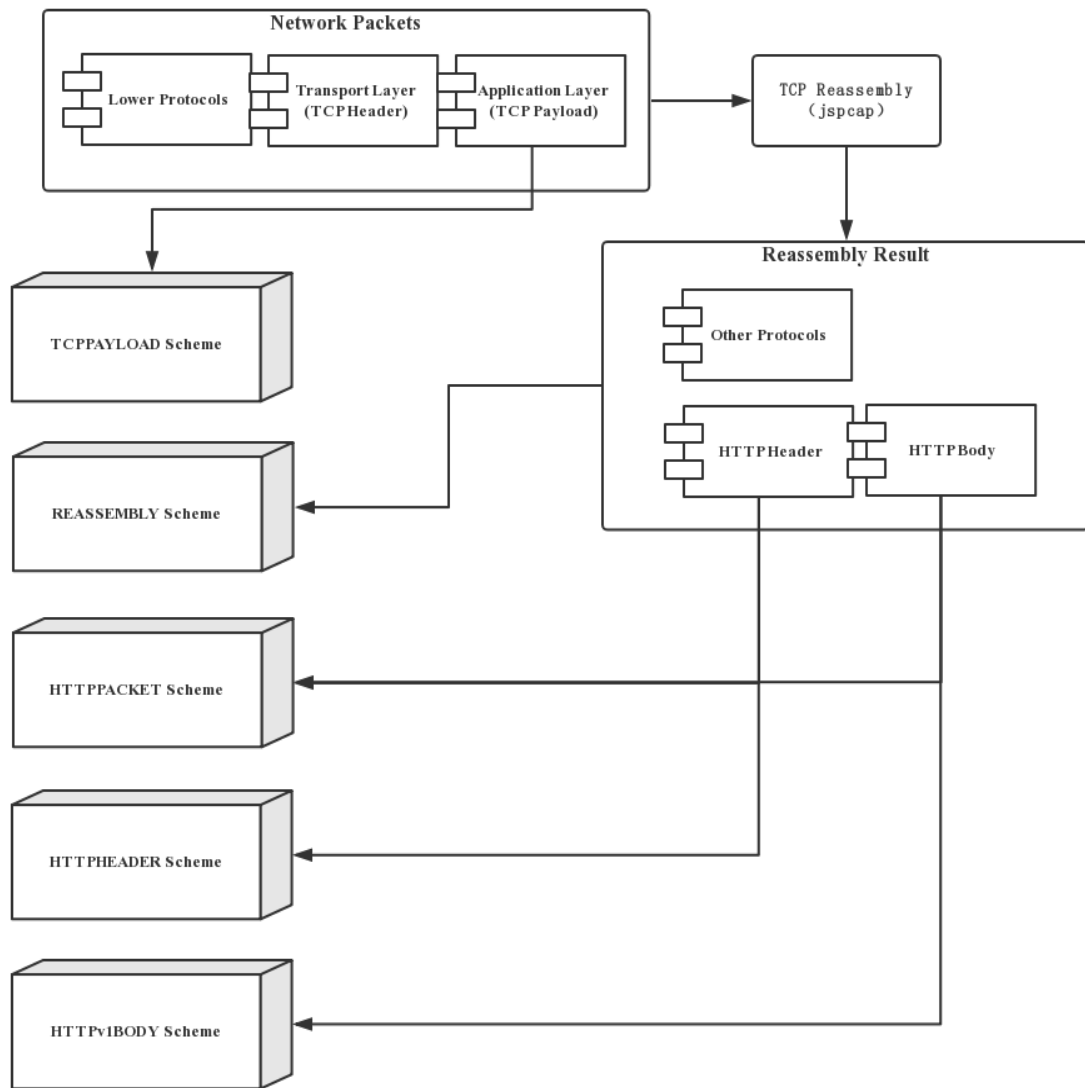 Network Packets
Lower Protocols
Transport Layer
(TCPHeader)
Application Layer
(TCPPayload)
TCP Reassembly
(jspcap)
Reassembly Result
Other Protocols
HTTPHeader
HTTPBody
TCPPAYLOAD Scheme
REASSEMBLY Scheme
HTTPPACKET Scheme
HTTPHEADER Scheme
HTTPv1BODY Scheme